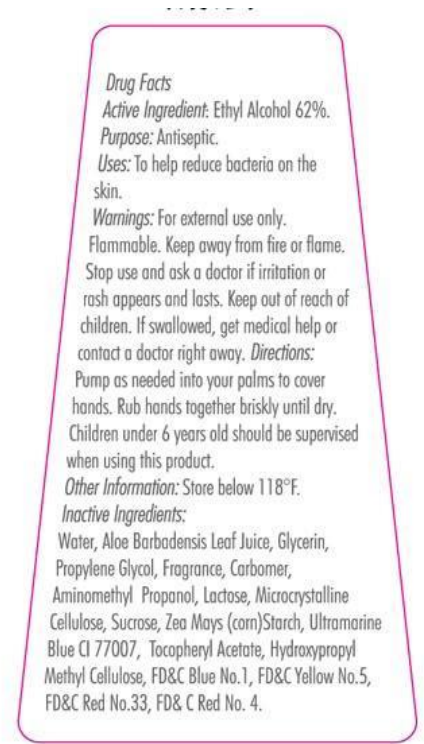 Drug Facts
Active Ingredient: Ethyl Alcohol 62%.
Purpose: Antiseptic.
Uses: To help reduce bacteria on the
skin.
Warnings: For external use only.
Flammable. Keep away from fire or flame.
Stop use and ask a doctor if irritation or
rash appears and lasts. Keep out of reach of
children. If swallowed, get medical help or
contact a doctor right away. Directions:
Pump as needed into your palms to cover
hands. Rub hands together briskly until dry.
Children under 6 years old should be supervised
when using this product.
Other Information: Store below 118°F.
Inactive Ingredients:
Water, Aloe Barbadensis Leaf Juice, Glycerin,
Propylene Glycol, Fragrance, Carbomer,
Aminomethyl Propanol, Lactose, Microcrystalline
Cellulose, Sucrose, Zea Mays (corn)Starch, Ultramarine
Blue CI 77007, Tocopheryl Acetate, Hydroxypropyl
Methyl Cellulose, FD&C Blue No.1, FD&C Yellow No.5,
FD&C Red No.33, FD& C Red No. 4.